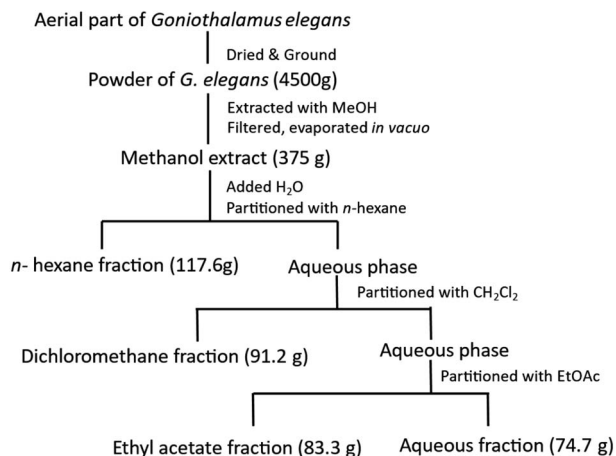 Aerial part of Goniothalamus elegans
Dried & Ground
Powder of G. elegans (4500g)
Extracted with MeOH
Filtered, evaporated in vacuo
Methanol extract (375 g)
Added H₂O
Partitioned with n-hexane
n- hexane fraction (117.6g)
Aqueous phase
Partitioned with CH₂Cl₂
Dichloromethane fraction (91.2 g)
Aqueous phase
Partitioned with EtOAc
Ethyl acetate fraction (83.3 g)
Aqueous fraction (74.7 g)